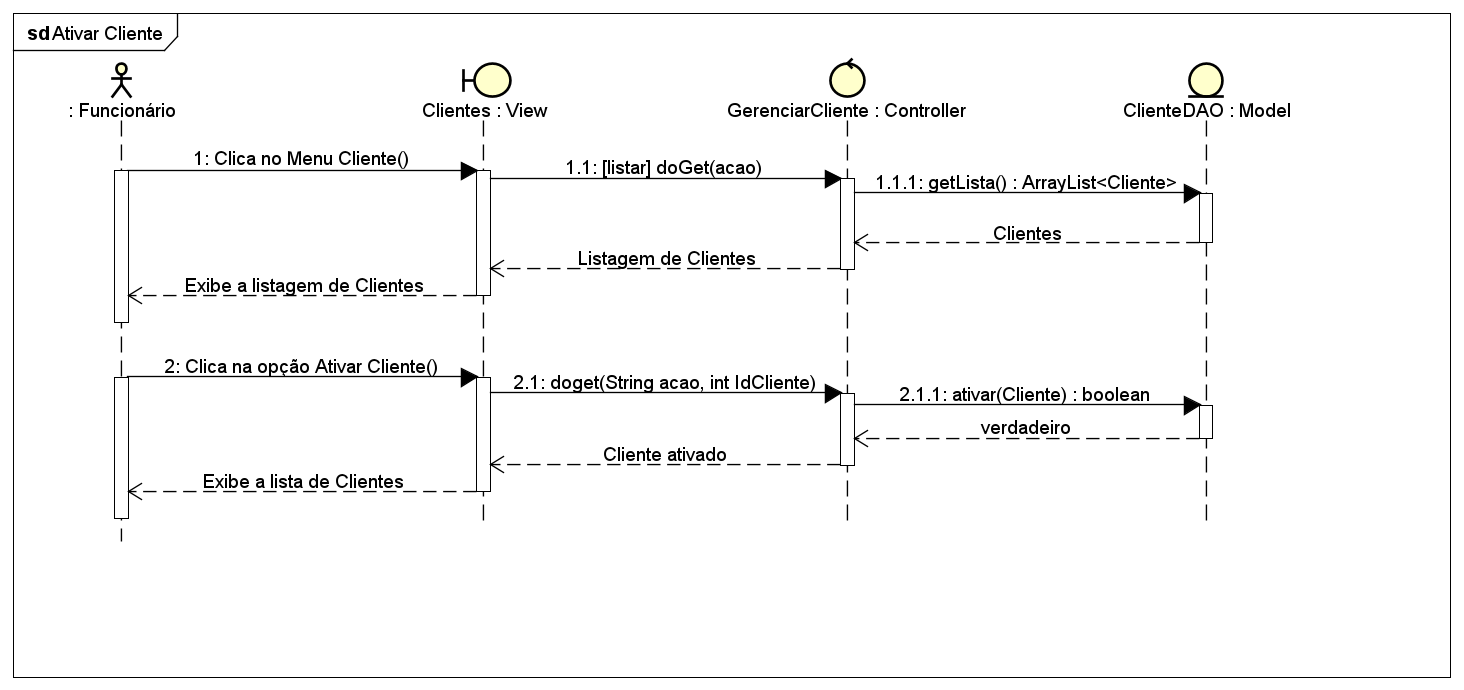 sd Ativar Cliente
: Funcionário
Clientes : View
GerenciarCliente : Controller
ClienteDAO : Model
1: Clica no Menu Cliente()
1.1: [listar] doGet(acao)
1.1.1: getLista() : ArrayList<Cliente>
Clientes
Listagem de Clientes
Exibe a listagem de Clientes
2: Clica na opção Ativar Cliente()
2.1: doget(String acao, int IdCliente)
2.1.1: ativar(Cliente) : boolean
verdadeiro
Cliente ativado
Exibe a lista de Clientes